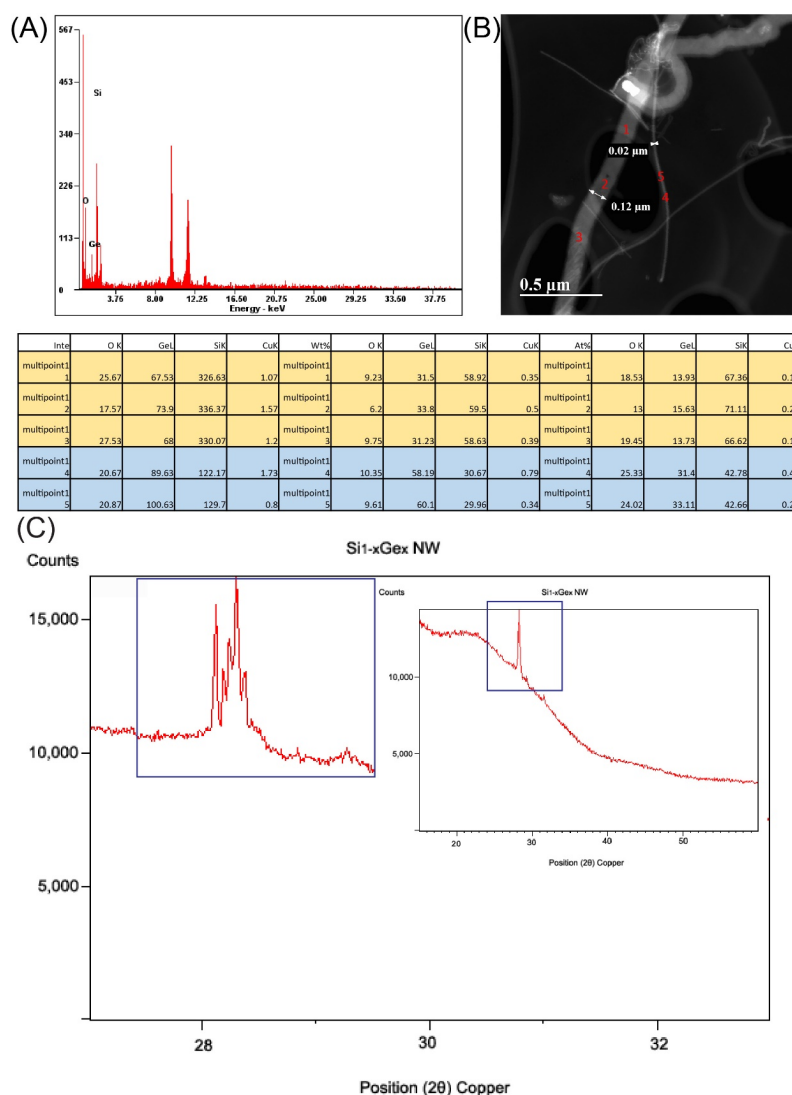 (A)
567
453
340
226
113
0
Si
O
Ge
3.76 8.00 12.25 16.50 20.75 25.00 29.25 33.50 37.75
Energy - keV
(B)
1
0.02 µm
5
2
4
0.12 µm
3
0.5 µm
Inte O K GeL SiK CuK Wt% O K GeL SiK CuK At% O K GeL SiK Cu
multipoint1 1 25.67 67.53 326.63 1.07 multipoint1 1 9.23 31.5 58.92 0.35 multipoint1 1 18.53 13.93 67.36 0.1
multipoint1 2 17.57 73.9 336.37 1.57 multipoint1 2 6.2 33.8 59.5 0.5 multipoint1 2 13 15.63 71.11 0.2
multipoint1 3 27.53 68 330.07 1.2 multipoint1 3 9.75 31.23 58.63 0.39 multipoint1 3 19.45 13.73 66.62 0.1
multipoint1 4 20.67 89.63 122.17 1.73 multipoint1 4 10.35 58.19 30.67 0.79 multipoint1 4 25.33 31.4 42.78 0.4
multipoint1 5 20.87 100.63 129.7 0.8 multipoint1 5 9.61 60.1 29.96 0.34 multipoint1 5 24.02 33.11 42.66 0.2
(C)
Si1-xGex NW
Counts
15,000
10,000
5,000
28 30 32
Position (2θ) Copper
Counts
Si1-xGex NW
10,000
5,000
20 30 40 50
Position (2θ) Copper